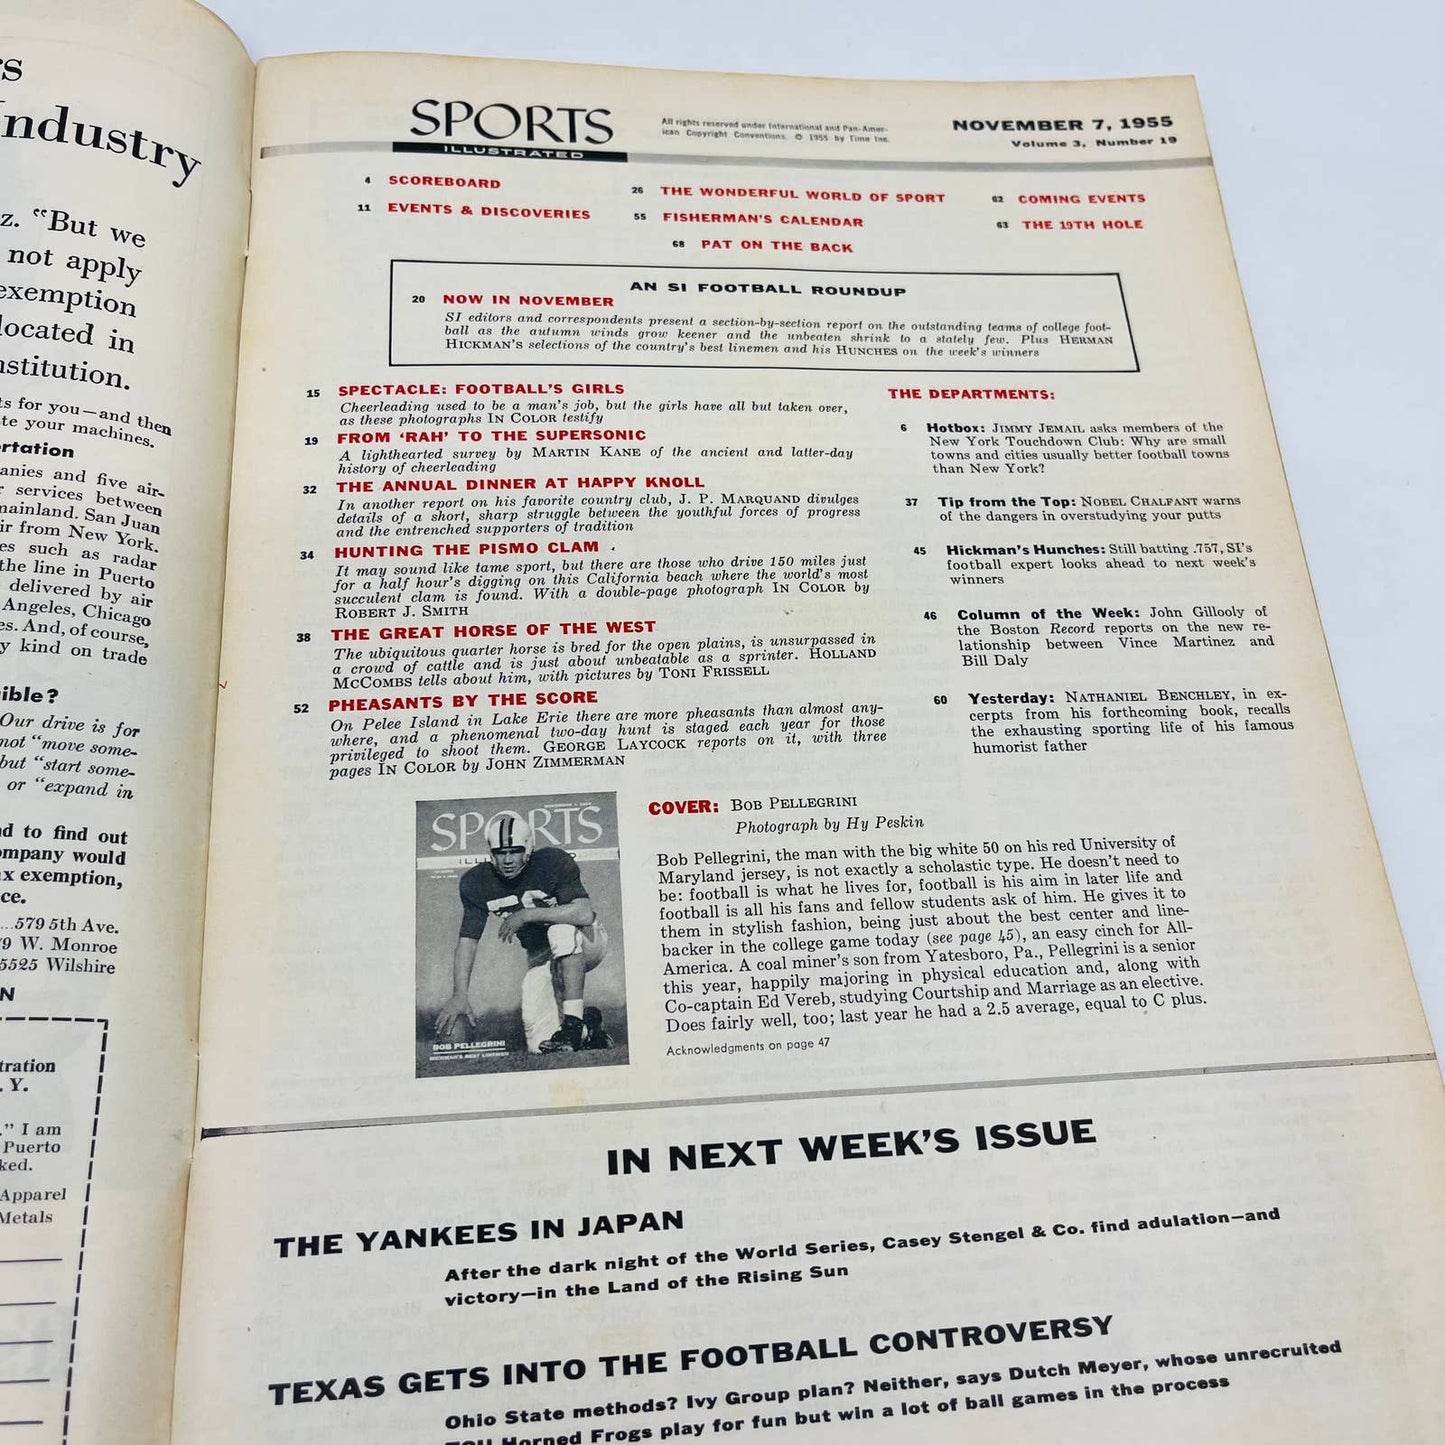 rs
Industry
z. “But we
not apply
exemption
located in
nstitution.
ts for you—and then
te your machines.
ortation
anies and five air-
r services between
mainland. San Juan
ir from New York.
es such as radar
the line in Puerto
delivered by air
Angeles, Chicago
es. And, of course,
y kind on trade
ible?
Our drive is for
not “move some-
but “start some-
or “expand in
nd to find out
ompany would
x exemption,
ce.
...579 5th Ave.
79 W. Monroe
5525 Wilshire
N
tration
. Y.
.” I am
Puerto
ked.
Apparel
Metals
SPORTS
ILLUSTRATED
All rights reserved under International and Pan-Amer-
ican Copyright Conventions. © 1955 by Time Inc.
NOVEMBER 7, 1955
Volume 3, Number 19
4 SCOREBOARD
11 EVENTS & DISCOVERIES
26 THE WONDERFUL WORLD OF SPORT
55 FISHERMAN’S CALENDAR
68 PAT ON THE BACK
62 COMING EVENTS
63 THE 19TH HOLE
AN SI FOOTBALL ROUNDUP
20 NOW IN NOVEMBER
SI editors and correspondents present a section-by-section report on the outstanding teams of college foot-
ball as the autumn winds grow keener and the unbeaten shrink to a stately few. Plus HERMAN
HICKMAN’S selections of the country’s best linemen and his HUNCHES on the week’s winners
15 SPECTACLE: FOOTBALL’S GIRLS
Cheerleading used to be a man’s job, but the girls have all but taken over,
as these photographs IN COLOR testify
19 FROM ‘RAH’ TO THE SUPERSONIC
A lighthearted survey by MARTIN KANE of the ancient and latter-day
history of cheerleading
32 THE ANNUAL DINNER AT HAPPY KNOLL
In another report on his favorite country club, J. P. MARQUAND divulges
details of a short, sharp struggle between the youthful forces of progress
and the entrenched supporters of tradition
34 HUNTING THE PISMO CLAM
It may sound like tame sport, but there are those who drive 150 miles just
for a half hour’s digging on this California beach where the world’s most
succulent clam is found. With a double-page photograph IN COLOR by
ROBERT J. SMITH
38 THE GREAT HORSE OF THE WEST
The ubiquitous quarter horse is bred for the open plains, is unsurpassed in
a crowd of cattle and is just about unbeatable as a sprinter. HOLLAND
MCCOMBS tells about him, with pictures by TONI FRISSELL
52 PHEASANTS BY THE SCORE
On Pelee Island in Lake Erie there are more pheasants than almost any-
where, and a phenomenal two-day hunt is staged each year for those
privileged to shoot them. GEORGE LAYCOCK reports on it, with three
pages IN COLOR by JOHN ZIMMERMAN
THE DEPARTMENTS:
6 Hotbox: JIMMY JEMAIL asks members of the
New York Touchdown Club: Why are small
towns and cities usually better football towns
than New York?
37 Tip from the Top: NOBEL CHALFANT warns
of the dangers in overstudying your putts
45 Hickman’s Hunches: Still batting .757, SI’s
football expert looks ahead to next week’s
winners
46 Column of the Week: John Gillooly of
the Boston Record reports on the new re-
lationship between Vince Martinez and
Bill Daly
60 Yesterday: NATHANIEL BENCHLEY, in ex-
cerpts from his forthcoming book, recalls
the exhausting sporting life of his famous
humorist father
SPORTS
ILLUSTRATED
BOB PELLEGRINI
HICKMAN'S BEST LINEMEN
COVER: BOB PELLEGRINI
Photograph by Hy Peskin
Bob Pellegrini, the man with the big white 50 on his red University of
Maryland jersey, is not exactly a scholastic type. He doesn’t need to
be: football is what he lives for, football is his aim in later life and
football is all his fans and fellow students ask of him. He gives it to
them in stylish fashion, being just about the best center and line-
backer in the college game today (see page 45), an easy cinch for All-
America. A coal miner’s son from Yatesboro, Pa., Pellegrini is a senior
this year, happily majoring in physical education and, along with
Co-captain Ed Vereb, studying Courtship and Marriage as an elective.
Does fairly well, too; last year he had a 2.5 average, equal to C plus.
Acknowledgments on page 47
IN NEXT WEEK’S ISSUE
THE YANKEES IN JAPAN
After the dark night of the World Series, Casey Stengel & Co. find adulation—and
victory—in the Land of the Rising Sun
TEXAS GETS INTO THE FOOTBALL CONTROVERSY
Ohio State methods? Ivy Group plan? Neither, says Dutch Meyer, whose unrecruited
TCU Horned Frogs play for fun but win a lot of ball games in the process